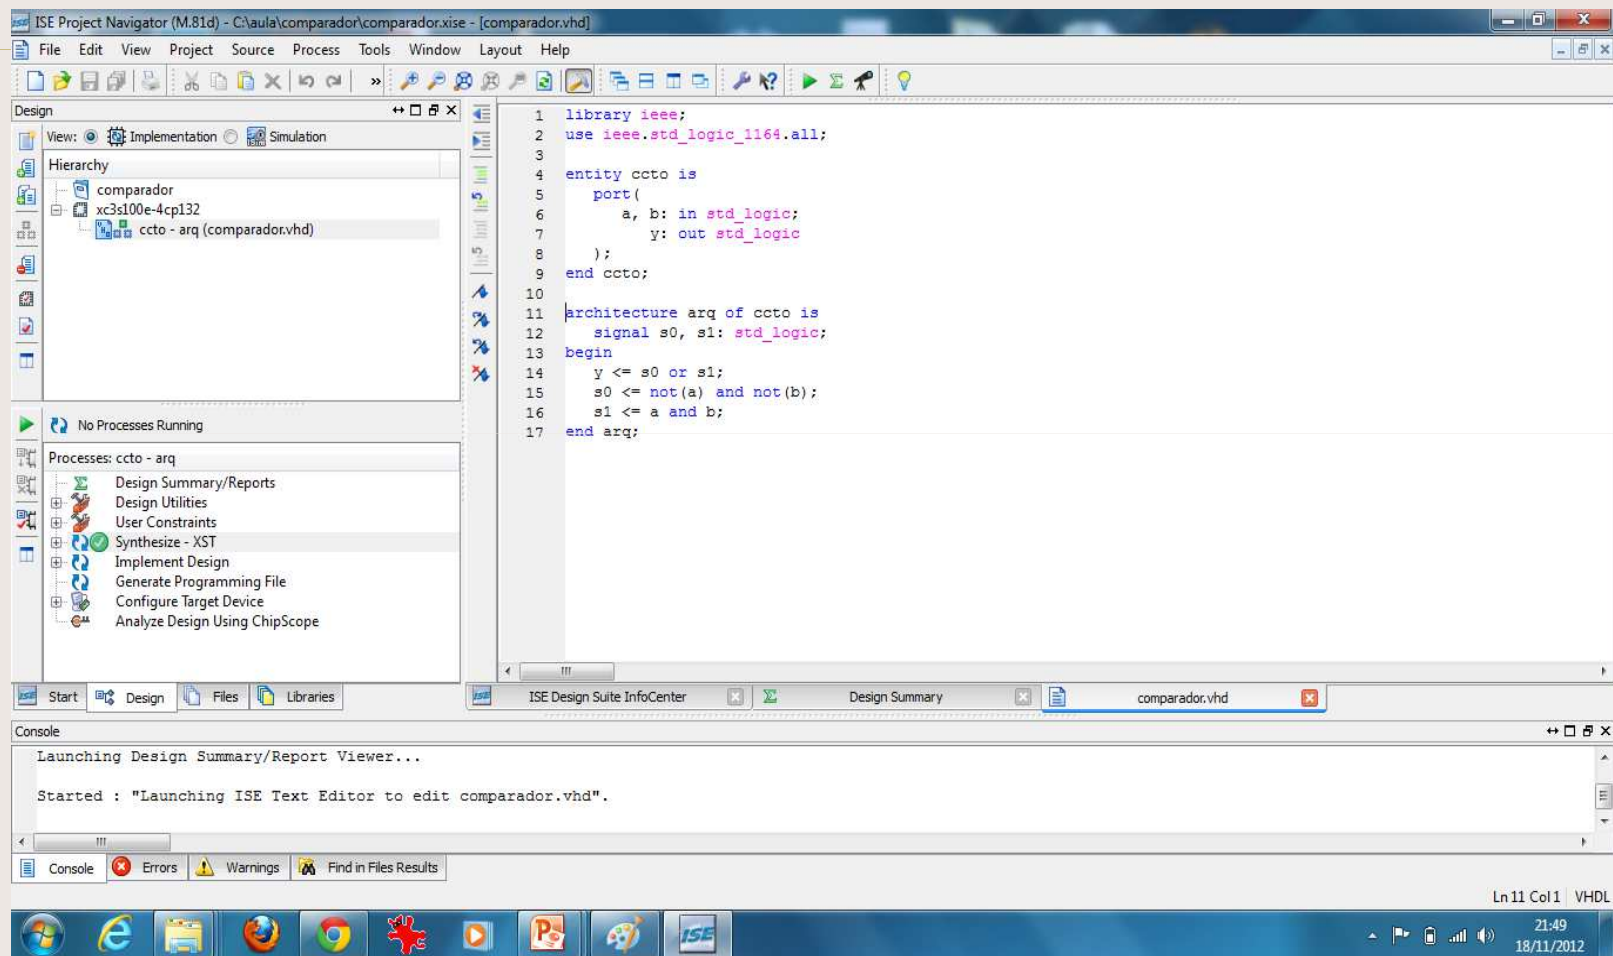 ISE Project Navigator (M.81d) - C:\aula\comparador\comparador.xise - [comparador.vhd]
File Edit View Project Source Process Tools Window Layout Help
Design
View: Implementation Simulation
Hierarchy
comparador
xc3s100e-4cp132
ccto - arq (comparador.vhd)
No Processes Running
Processes: ccto - arq
Design Summary/Reports
Design Utilities
User Constraints
Synthesize - XST
Implement Design
Generate Programming File
Configure Target Device
Analyze Design Using ChipScope
Start Design Files Libraries
1 library ieee;
2 use ieee.std_logic_1164.all;
3
4 entity ccto is
5 port(
6 a, b: in std_logic;
7 y: out std_logic
8 );
9 end ccto;
10
11 architecture arq of ccto is
12 signal s0, s1: std_logic;
13 begin
14 y <= s0 or s1;
15 s0 <= not(a) and not(b);
16 s1 <= a and b;
17 end arq;
ISE Design Suite InfoCenter Design Summary comparador.vhd
Console
Launching Design Summary/Report Viewer...
Started : "Launching ISE Text Editor to edit comparador.vhd".
Console Errors Warnings Find in Files Results
Ln 11 Col 1 VHDL
ISE
21:49
18/11/2012